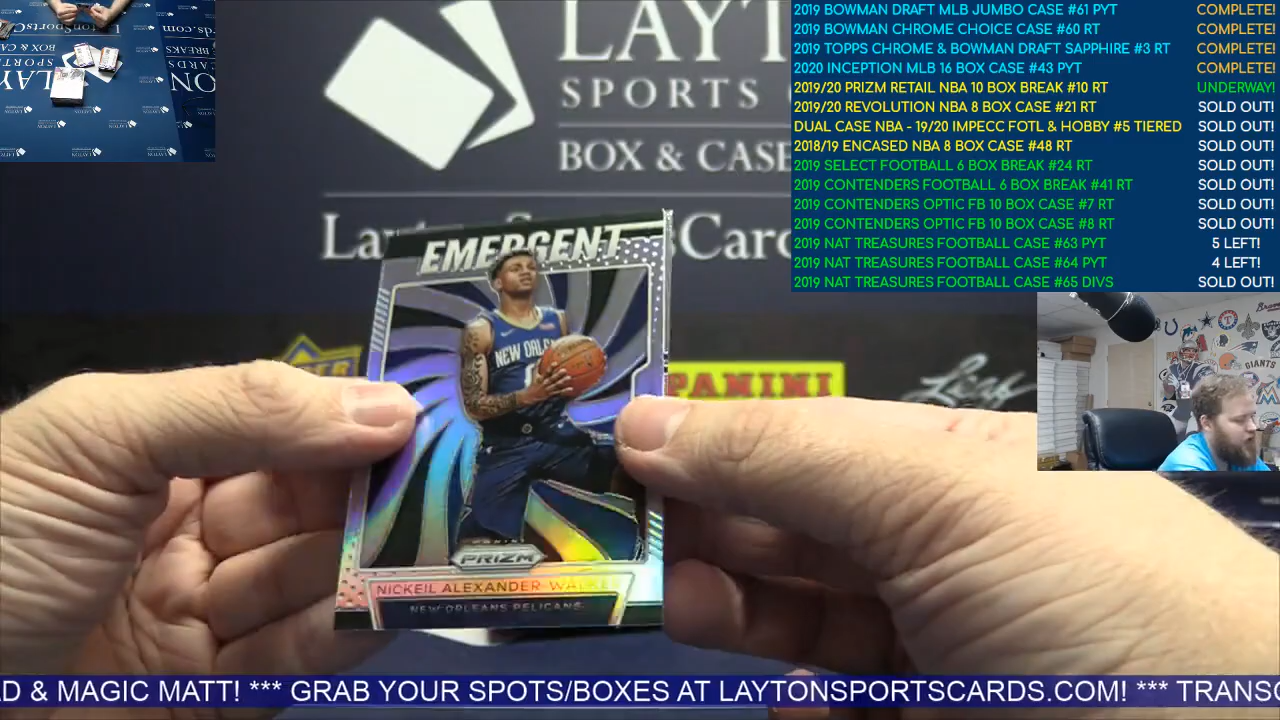 2019 BOWMAN DRAFT MLB JUMBO CASE #61 PYT COMPLETE!
2019 BOWMAN CHROME CHOICE CASE #60 RT COMPLETE!
2019 TOPPS CHROME & BOWMAN DRAFT SAPPHIRE #3 RT COMPLETE!
2020 INCEPTION MLB 16 BOX CASE #43 PYT COMPLETE!
2019/20 PRIZM RETAIL NBA 10 BOX BREAK #10 RT UNDERWAY!
2019/20 REVOLUTION NBA 8 BOX CASE #21 RT SOLD OUT!
DUAL CASE NBA - 19/20 IMPECC FOTL & HOBBY #5 TIERED SOLD OUT!
2018/19 ENCASED NBA 8 BOX CASE #48 RT SOLD OUT!
2019 SELECT FOOTBALL 6 BOX BREAK #24 RT SOLD OUT!
2019 CONTENDERS FOOTBALL 6 BOX BREAK #41 RT SOLD OUT!
2019 CONTENDERS OPTIC FB 10 BOX CASE #7 RT SOLD OUT!
2019 CONTENDERS OPTIC FB 10 BOX CASE #8 RT SOLD OUT!
2019 NAT TREASURES FOOTBALL CASE #63 PYT 5 LEFT!
2019 NAT TREASURES FOOTBALL CASE #64 PYT 4 LEFT!
2019 NAT TREASURES FOOTBALL CASE #65 DIVS SOLD OUT!
LAYT
SPORTS
BOX & CASE
EMERGENT
NEW ORLE
PANINI
Leaf
GIANTS
PANINI
PRIZM
NICKEIL ALEXANDER-WALKE
NEW ORLEANS PELICANS
D & MAGIC MATT! *** GRAB YOUR SPOTS/BOXES AT LAYTONSPORTSCARDS.COM! *** TRANSC